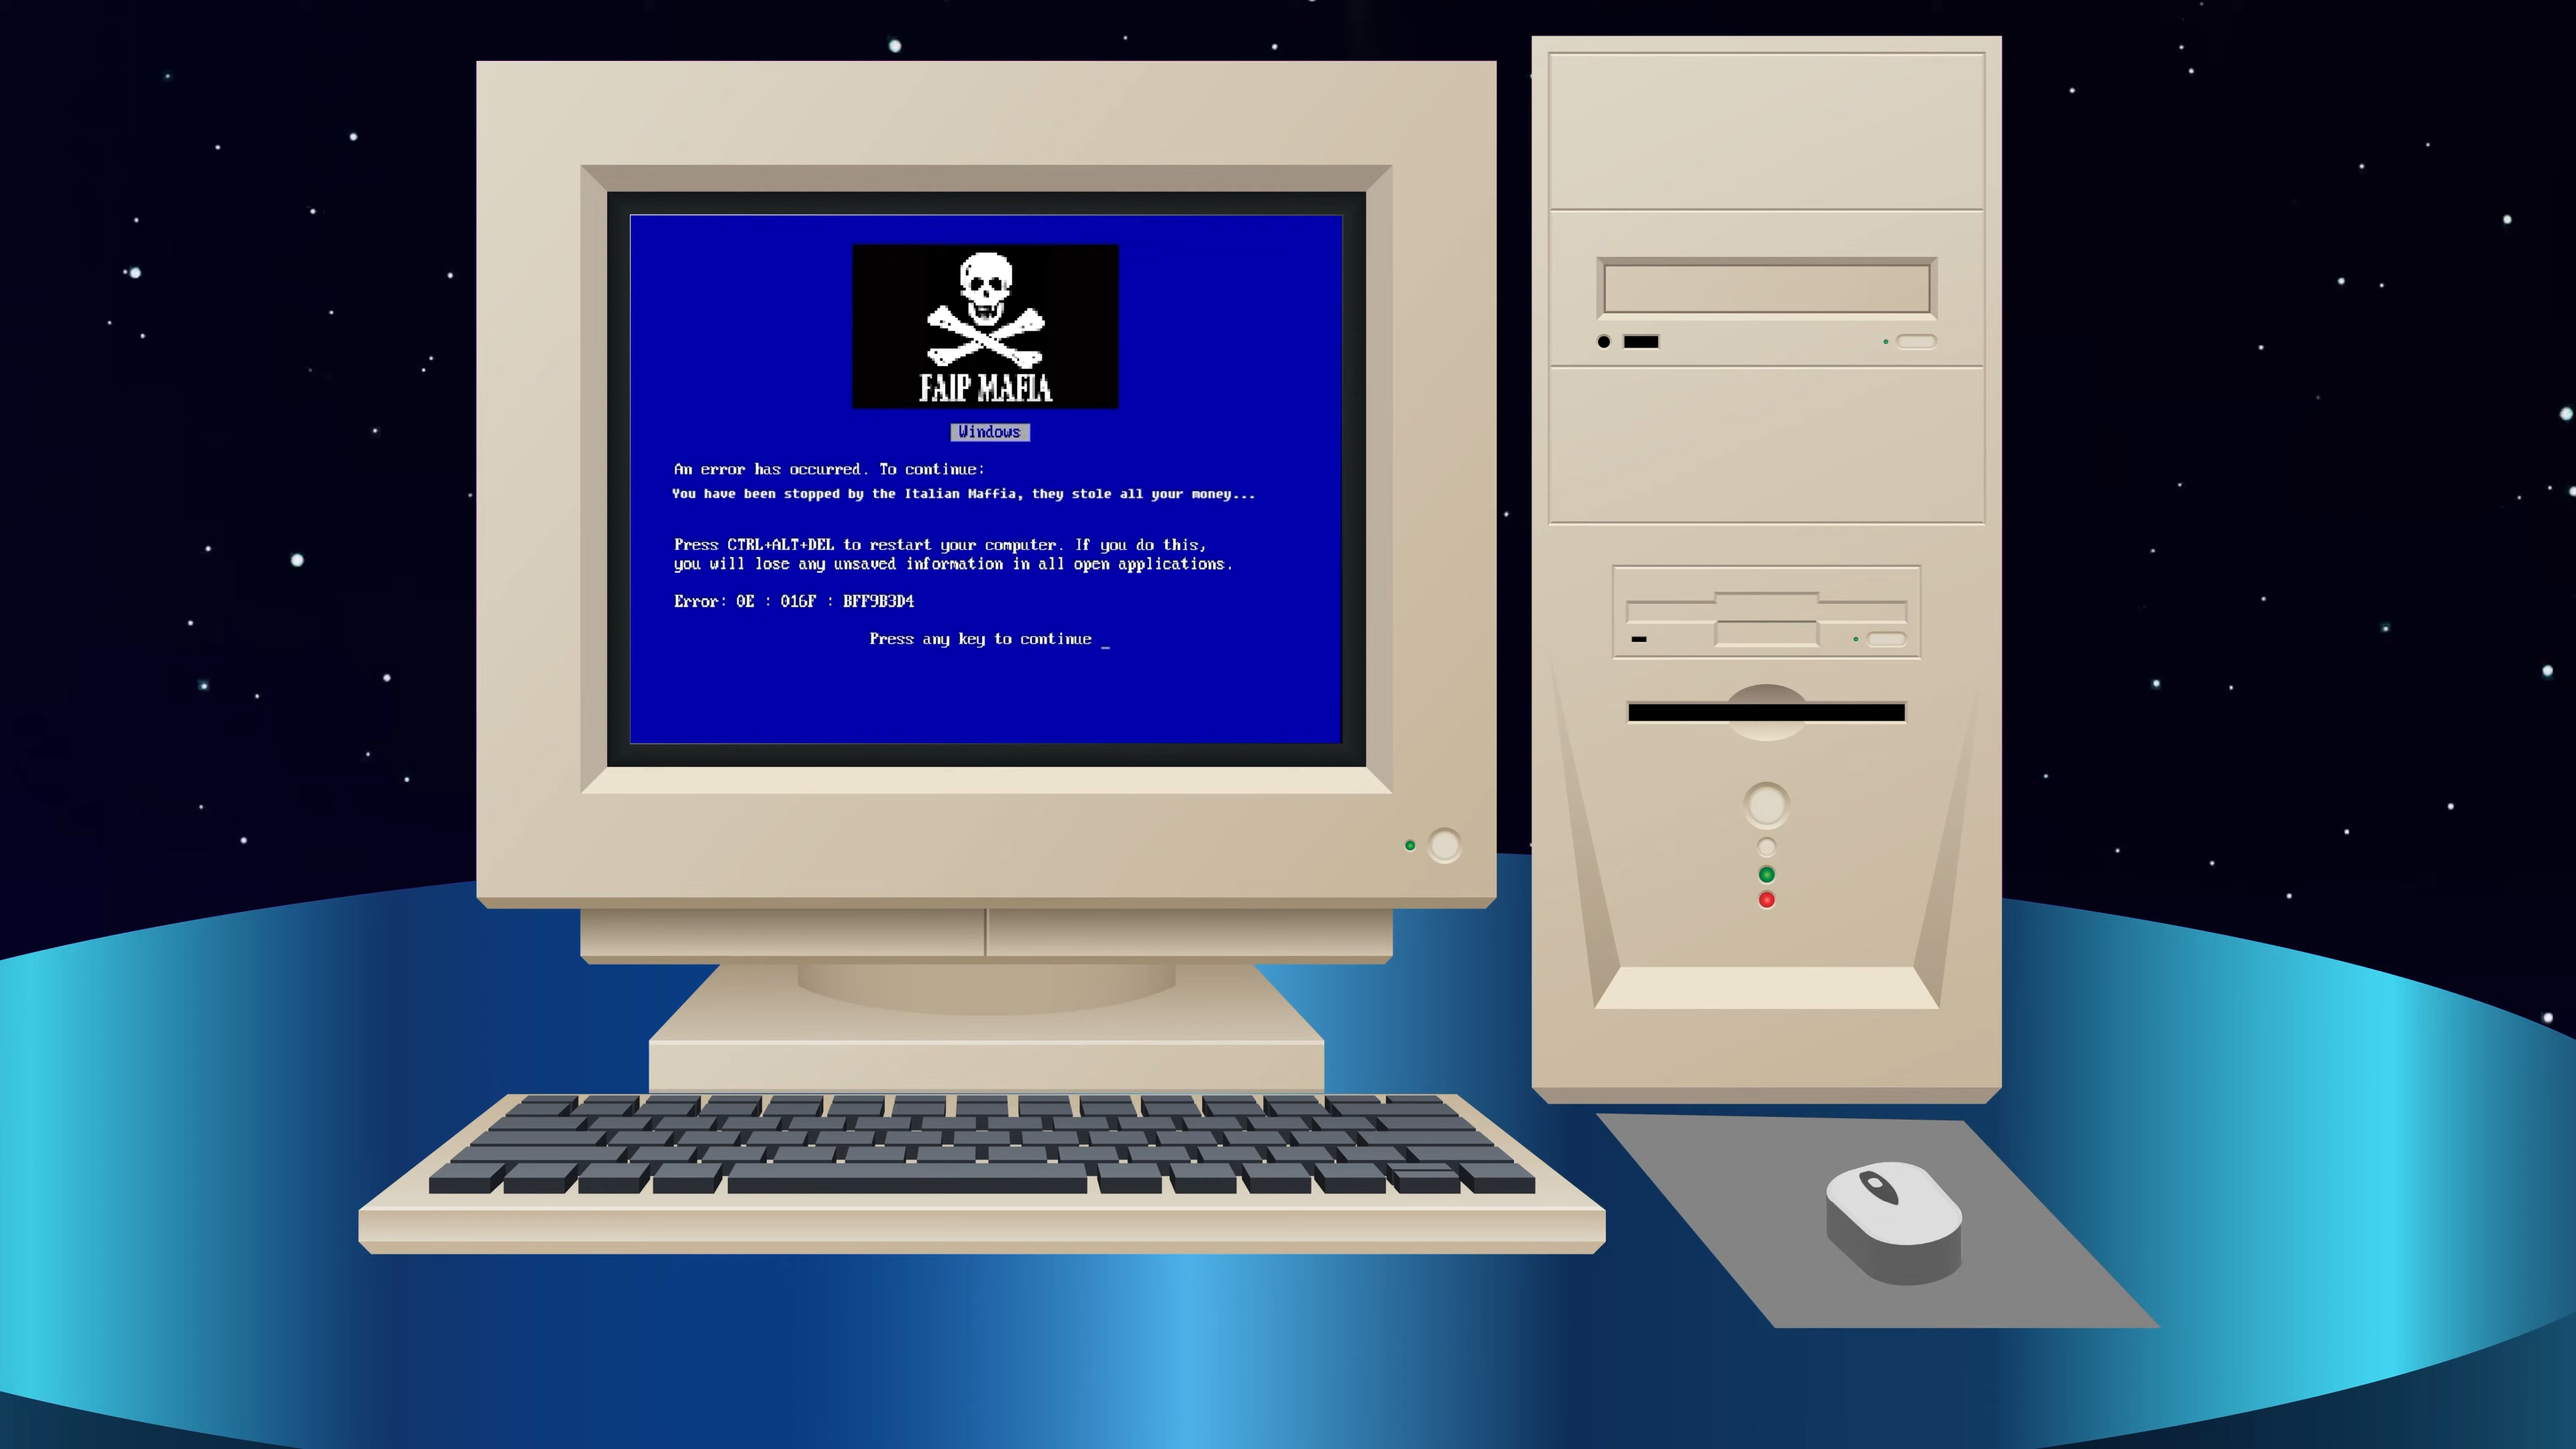 FAIP MAFIA
Windows
An error has occurred. To continue:
You have been stopped by the Italian Maffia, they stole all your money...
Press CTRL+ALT+DEL to restart your computer. If you do this,
you will lose any unsaved information in all open applications.
Error: 0E : 016F : BFF9B3D4
Press any key to continue _